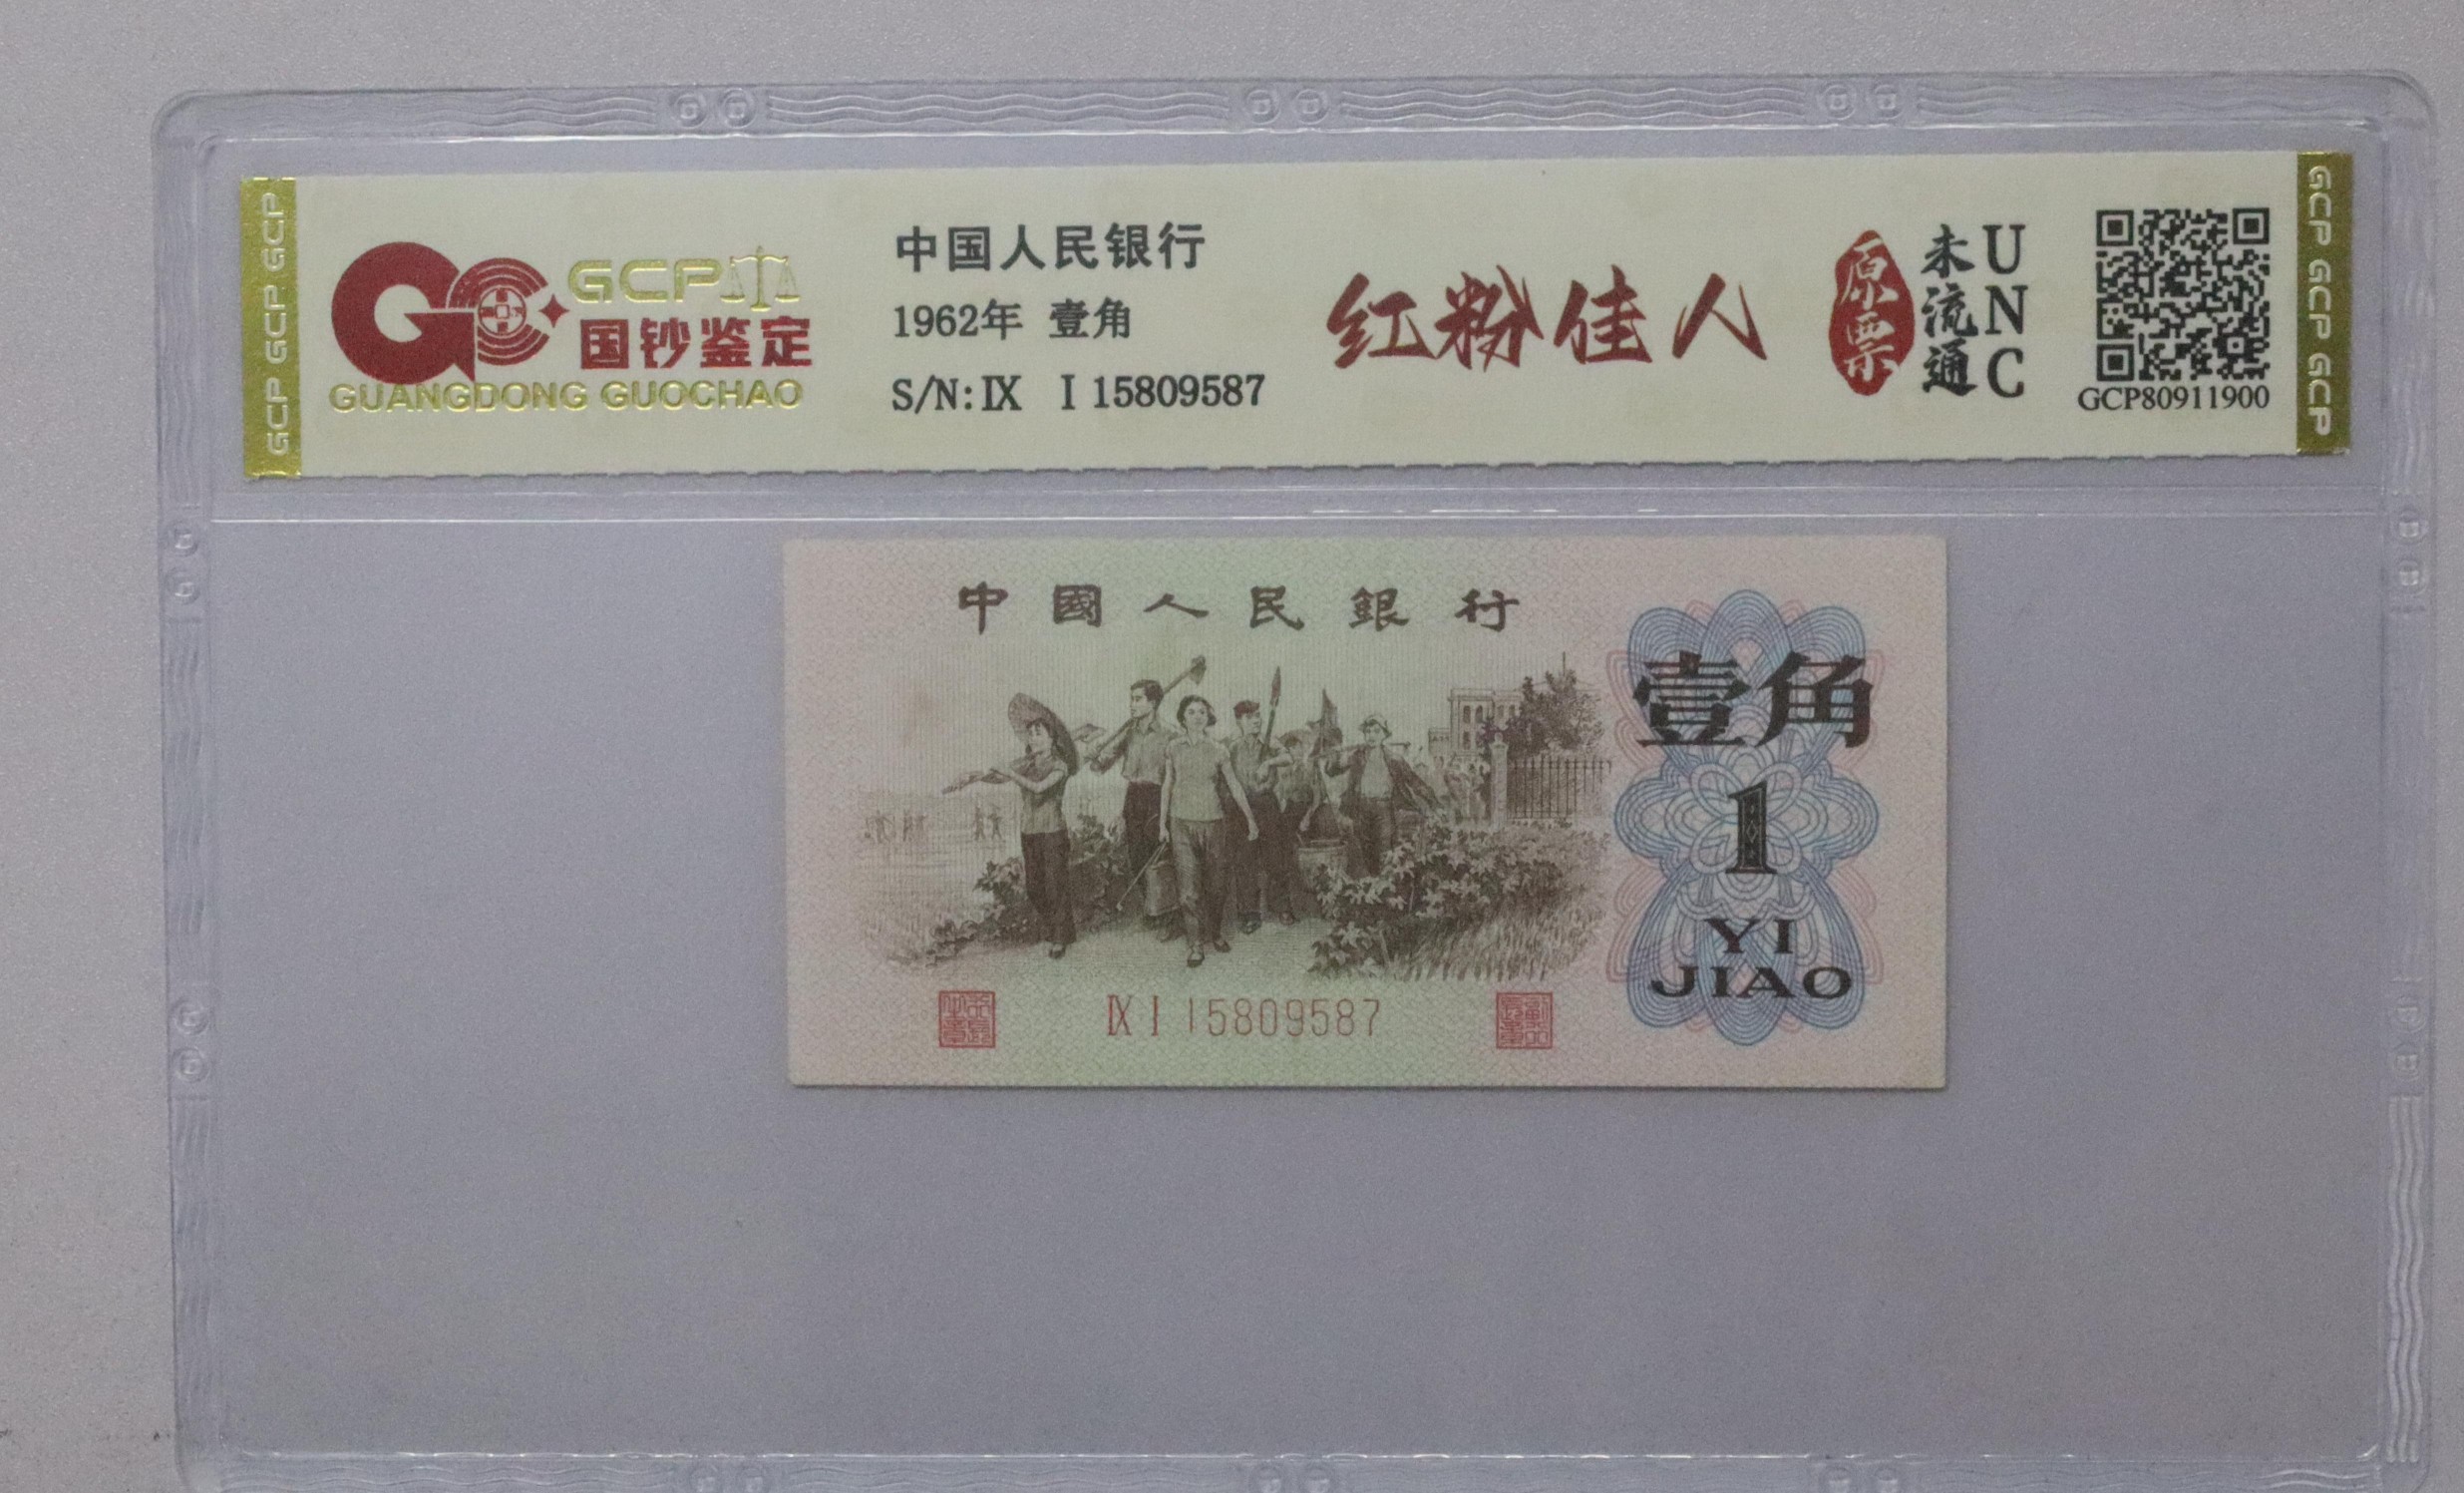 GCP GCP GCP
GCP
国钞鉴定
GUANGDONG GUOCHAO
中国人民银行
1962年 壹角
S/N: IX I 15809587
红粉佳人
原票
未流通
UNC
GCP80911900
GCP GCP GCP
中國人民銀行
壹角
1
YI
JIAO
IX I 15809587